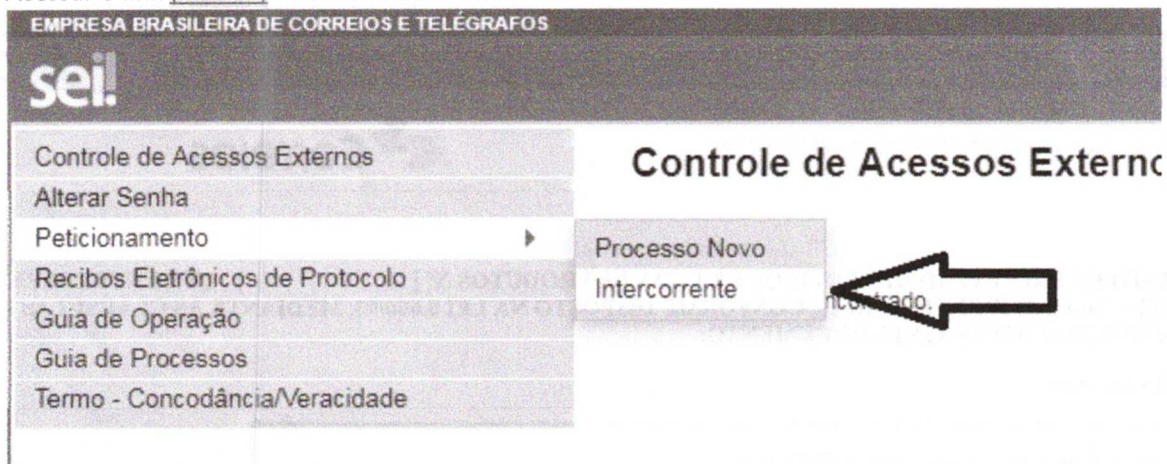 EMPRESA BRASILEIRA DE CORREIOS E TELÉGRAFOS
sei!
Controle de Acessos Externos
Alterar Senha
Peticionamento
Recibos Eletrônicos de Protocolo
Guia de Operação
Guia de Processos
Termo - Concodância/Veracidade
Controle de Acessos Externo
Processo Novo
Intercorrente
ncontrado.